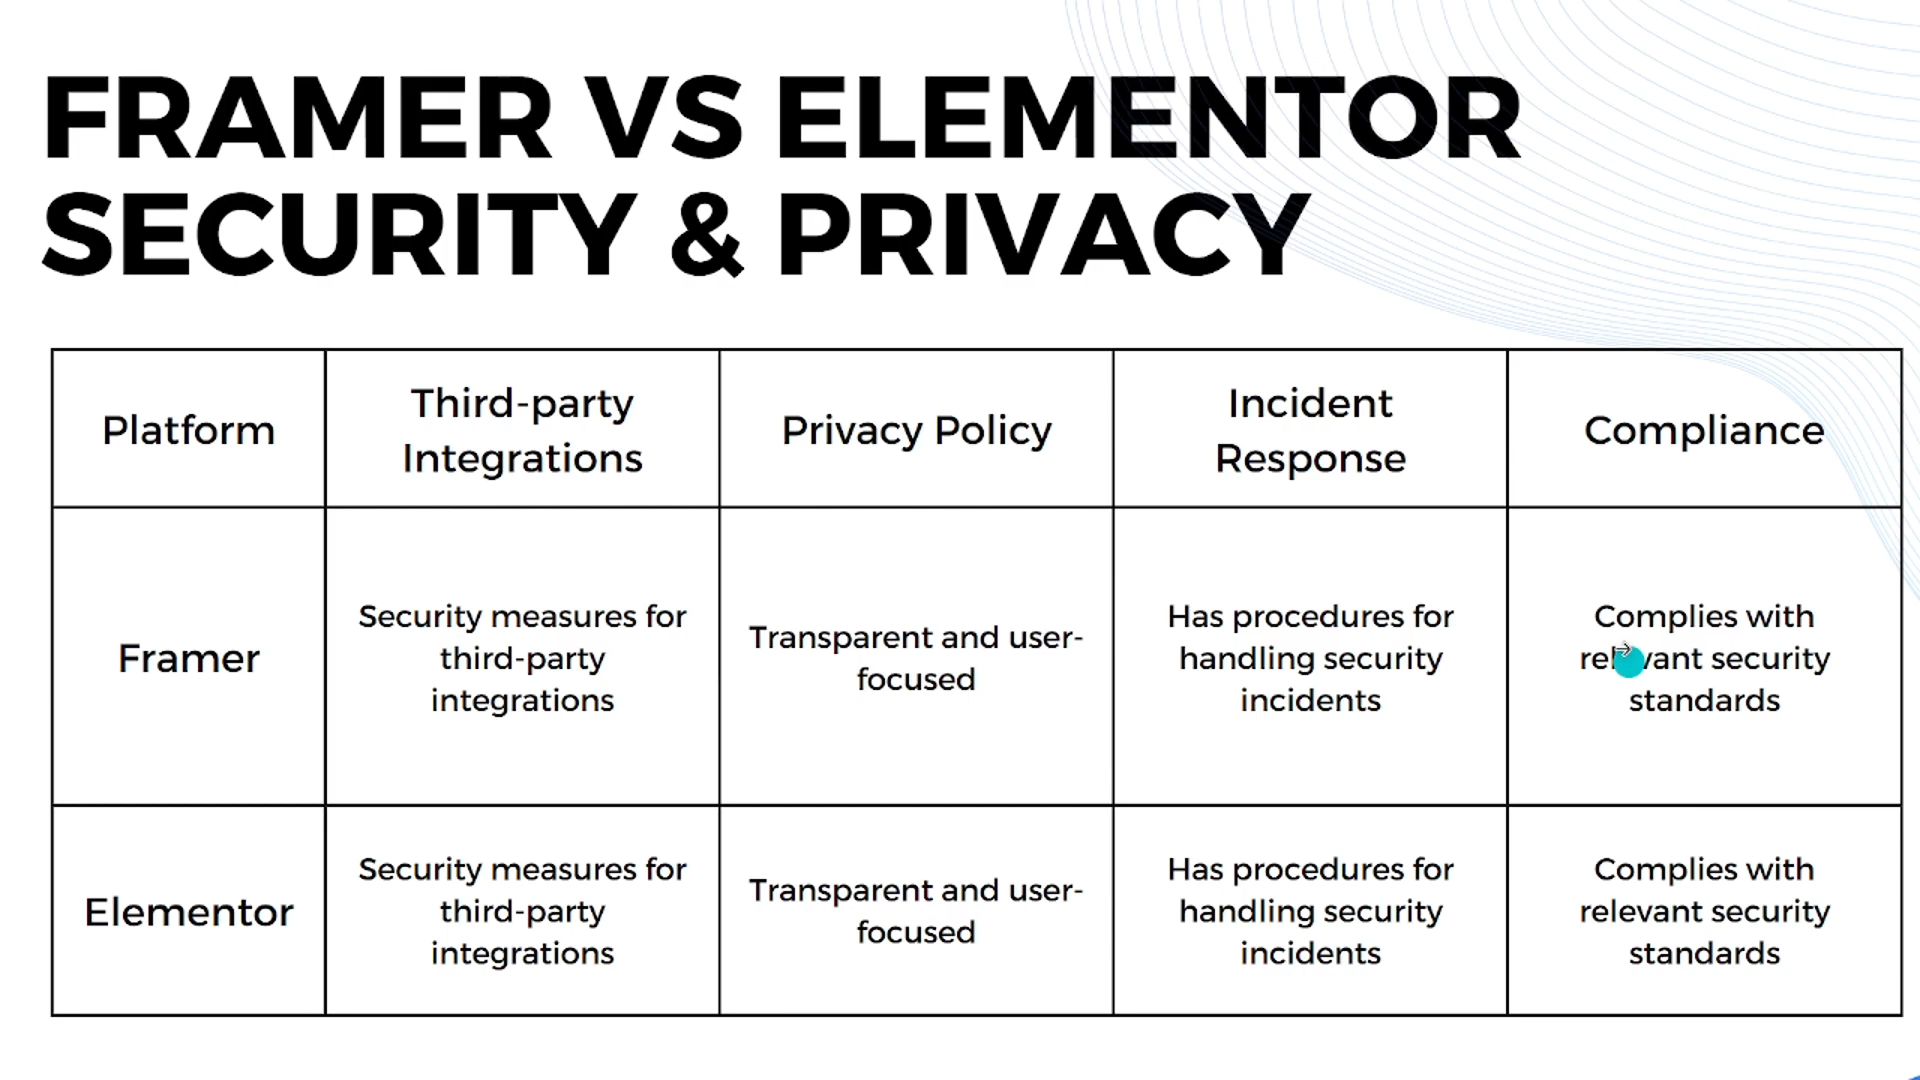 FRAMER VS ELEMENTOR
SECURITY & PRIVACY
Platform
Third-party
Integrations
Privacy Policy
Incident
Response
Compliance
Framer
Security measures for
third-party
integrations
Transparent and user-
focused
Has procedures for
handling security
incidents
Complies with
relevant security
standards
Elementor
Security measures for
third-party
integrations
Transparent and user-
focused
Has procedures for
handling security
incidents
Complies with
relevant security
standards